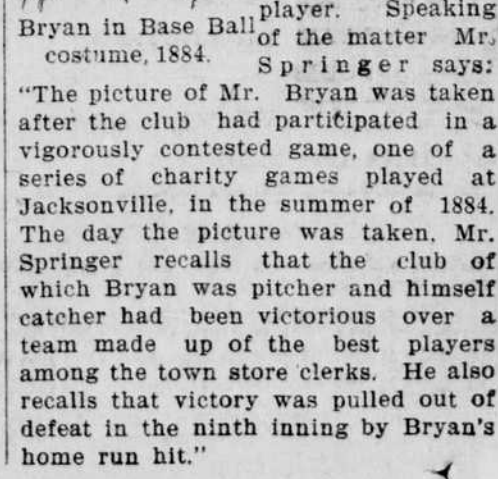 Bryan in Base Ball
costume, 1884.
player. Speaking
of the matter Mr.
Springer says:
"The picture of Mr. Bryan was taken
after the club had participated in a
vigorously contested game, one of a
series of charity games played at
Jacksonville, in the summer of 1884.
The day the picture was taken, Mr.
Springer recalls that the club of
which Bryan was pitcher and himself
catcher had been victorious over a
team made up of the best players
among the town store clerks. He also
recalls that victory was pulled out of
defeat in the ninth inning by Bryan's
home run hit."